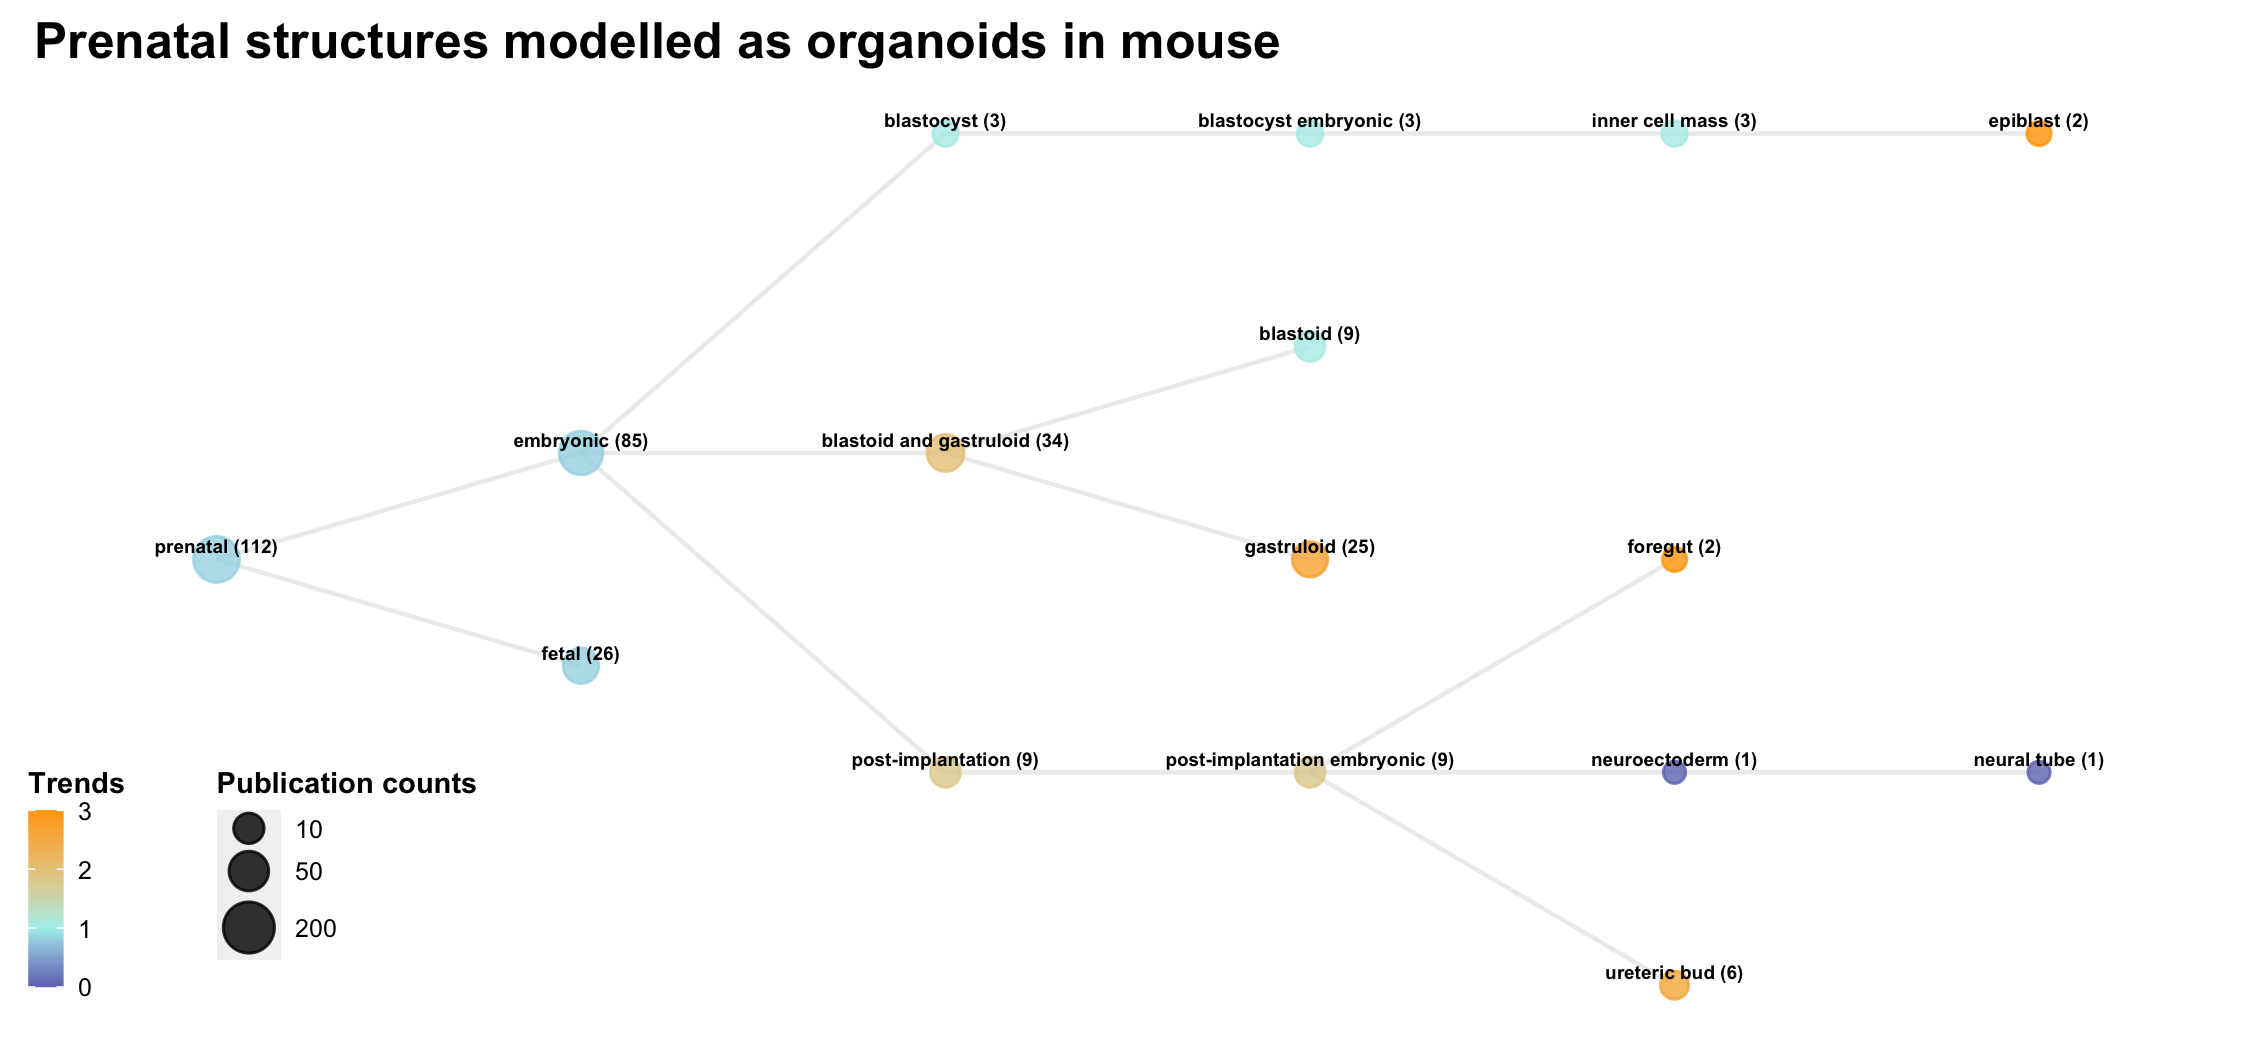 Prenatal structures modelled as organoids in mouse
blastocyst (3)
blastocyst embryonic (3)
inner cell mass (3)
epiblast (2)
blastoid (9)
embryonic (85)
blastoid and gastruloid (34)
prenatal (112)
gastruloid (25)
foregut (2)
fetal (26)
post-implantation (9)
post-implantation embryonic (9)
neuroectoderm (1)
neural tube (1)
ureteric bud (6)
Trends
3
2
1
0
Publication counts
10
50
200